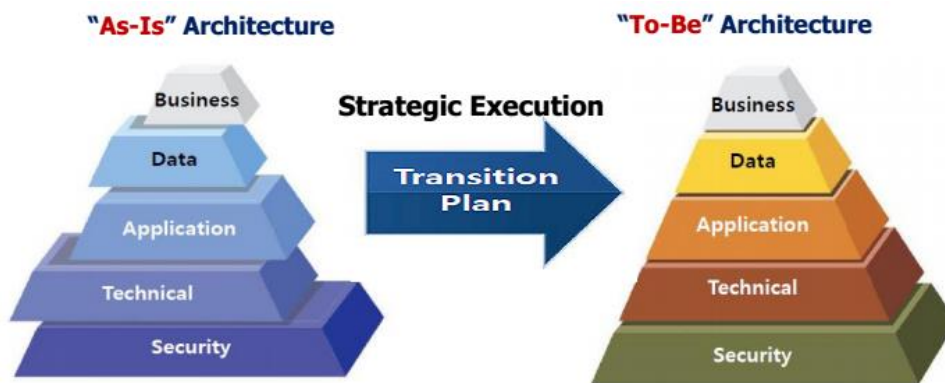 “As-Is” Architecture
“To-Be” Architecture
Strategic Execution
Transition
Plan
Business
Data
Application
Technical
Security
Business
Data
Application
Technical
Security